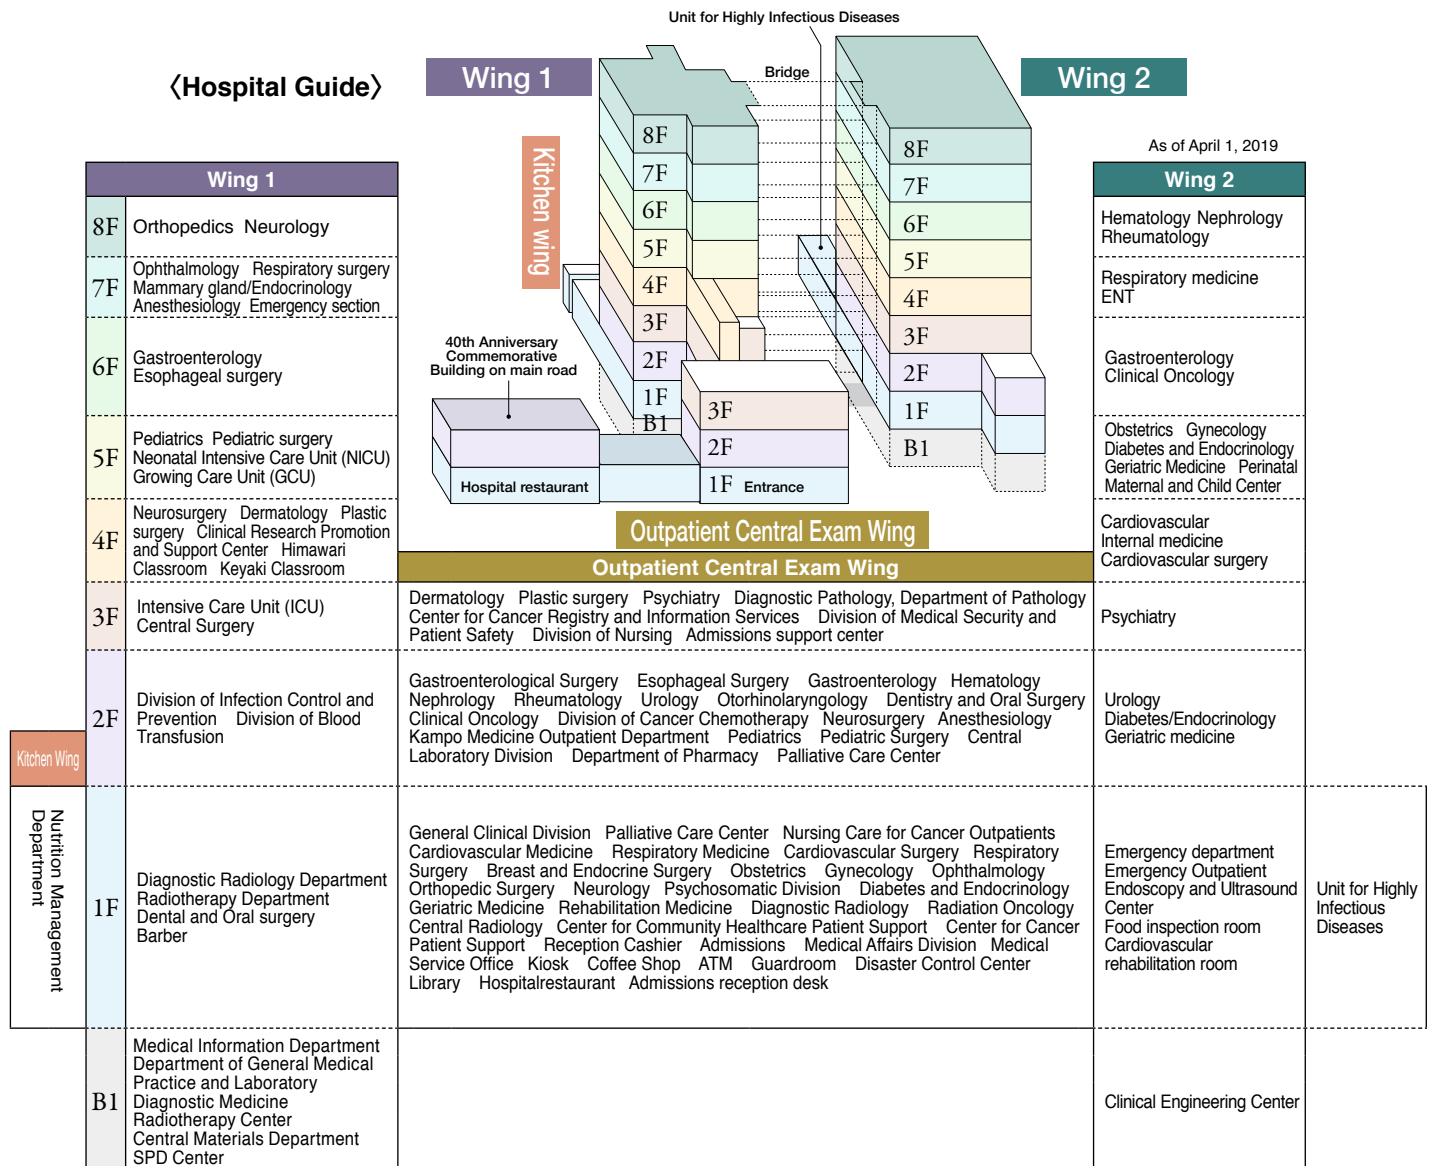 Unit for Highly Infectious Diseases
〈Hospital Guide〉
Wing 1
Bridge
Wing 2
Kitchen wing
As of April 1, 2019
8F
7F
6F
5F
4F
3F
2F
1F
B1
8F
7F
6F
5F
4F
3F
2F
1F
B1
40th Anniversary
Commemorative
Building on main road
3F
2F
1F Entrance
Hospital restaurant
Outpatient Central Exam Wing
Wing 1
Outpatient Central Exam Wing
Wing 2
8F
Orthopedics Neurology
Hematology Nephrology
Rheumatology
7F
Ophthalmology Respiratory surgery
Mammary gland/Endocrinology
Anesthesiology Emergency section
Respiratory medicine
ENT
6F
Gastroenterology
Esophageal surgery
Gastroenterology
Clinical Oncology
5F
Pediatrics Pediatric surgery
Neonatal Intensive Care Unit (NICU)
Growing Care Unit (GCU)
Obstetrics Gynecology
Diabetes and Endocrinology
Geriatric Medicine Perinatal
Maternal and Child Center
4F
Neurosurgery Dermatology Plastic
surgery Clinical Research Promotion
and Support Center Himawari
Classroom Keyaki Classroom
Cardiovascular
Internal medicine
Cardiovascular surgery
3F
Intensive Care Unit (ICU)
Central Surgery
Dermatology Plastic surgery Psychiatry Diagnostic Pathology, Department of Pathology
Center for Cancer Registry and Information Services Division of Medical Security and
Patient Safety Division of Nursing Admissions support center
Psychiatry
2F
Division of Infection Control and
Prevention Division of Blood
Transfusion
Gastroenterological Surgery Esophageal Surgery Gastroenterology Hematology
Nephrology Rheumatology Urology Otorhinolaryngology Dentistry and Oral Surgery
Clinical Oncology Division of Cancer Chemotherapy Neurosurgery Anesthesiology
Kampo Medicine Outpatient Department Pediatrics Pediatric Surgery Central
Laboratory Division Department of Pharmacy Palliative Care Center
Urology
Diabetes/Endocrinology
Geriatric medicine
Kitchen Wing
Nutrition Management
Department
1F
Diagnostic Radiology Department
Radiotherapy Department
Dental and Oral surgery
Barber
General Clinical Division Palliative Care Center Nursing Care for Cancer Outpatients
Cardiovascular Medicine Respiratory Medicine Cardiovascular Surgery Respiratory
Surgery Breast and Endocrine Surgery Obstetrics Gynecology Ophthalmology
Orthopedic Surgery Neurology Psychosomatic Division Diabetes and Endocrinology
Geriatric Medicine Rehabilitation Medicine Diagnostic Radiology Radiation Oncology
Central Radiology Center for Community Healthcare Patient Support Center for Cancer
Patient Support Reception Cashier Admissions Medical Affairs Division Medical
Service Office Kiosk Coffee Shop ATM Guardroom Disaster Control Center
Library Hospitalrestaurant Admissions reception desk
Emergency department
Emergency Outpatient
Endoscopy and Ultrasound
Center
Food inspection room
Cardiovascular
rehabilitation room
Unit for Highly
Infectious
Diseases
B1
Medical Information Department
Department of General Medical
Practice and Laboratory
Diagnostic Medicine
Radiotherapy Center
Central Materials Department
SPD Center
Clinical Engineering Center